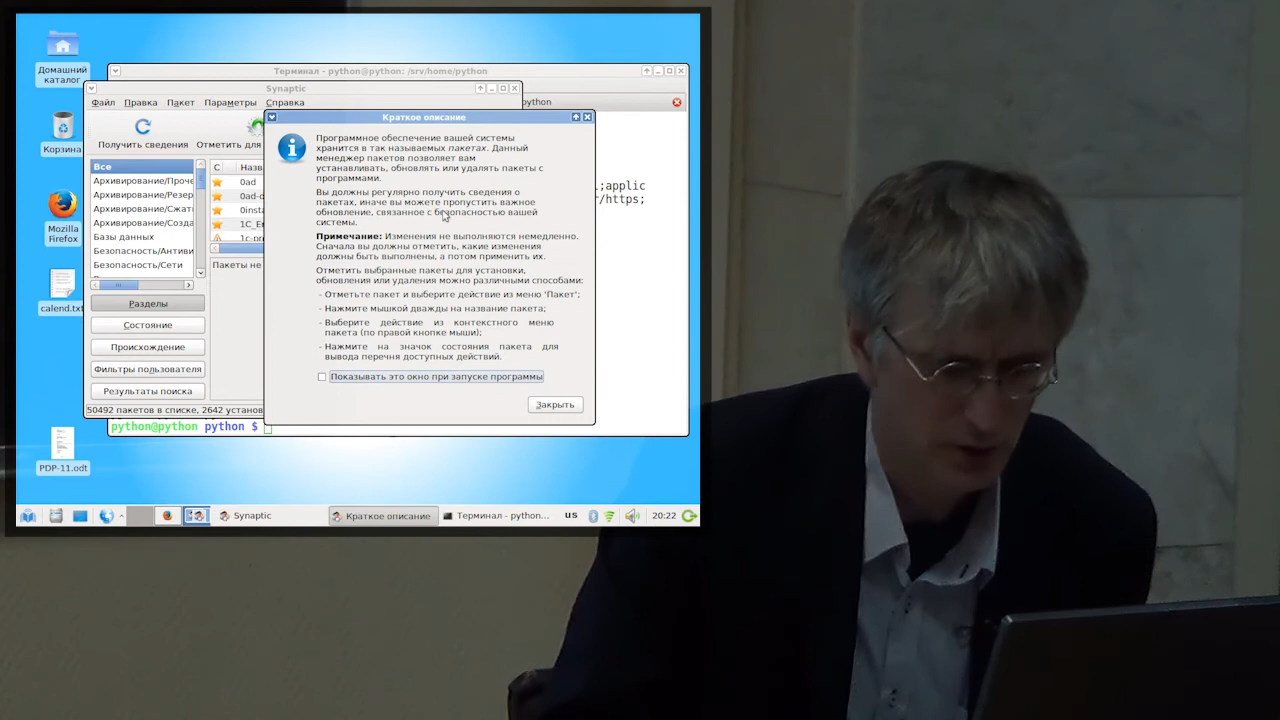 Домашний
каталог
Корзина
Mozilla
Firefox
calend.txt
PDP-11.odt
Терминал - python@python: /srv/home/python
Synaptic
Файл Правка Пакет Параметры Справка
ython
Получить сведения Отметить для
Все
Архивирование/Проче
Архивирование/Резер
Архивирование/Сжат
Архивирование/Созда
Базы данных
Безопасность/Антиви
Безопасность/Сети
С Назв
0ad
0ad-d
0insta
1C_Er
1c-pr
Пакеты не
Разделы
Состояние
Происхождение
Фильтры пользователя
Результаты поиска
50492 пакетов в списке, 2642 установ
Краткое описание
Программное обеспечение вашей системы
хранится в так называемых пакетах. Данный
менеджер пакетов позволяет вам
устанавливать, обновлять или удалять пакеты с
программами.
Вы должны регулярно получить сведения о
пакетах, иначе вы можете пропустить важное
обновление, связанное с безопасностью вашей
системы.
Примечание: Изменения не выполняются немедленно.
Сначала вы должны отметить, какие изменения
должны быть выполнены, а потом применить их.
Отметить выбранные пакеты для установки,
обновления или удаления можно различными способами:
- Отметьте пакет и выберите действие из меню 'Пакет';
- Нажмите мышкой дважды на название пакета;
- Выберите действие из контекстного меню
пакета (по правой кнопке мыши);
- Нажмите на значок состояния пакета для
вывода перечня доступных действий.
Показывать это окно при запуске программы
Закрыть
;applic
r/https;
python@python python $
Synaptic Краткое описание Терминал - python... us 20:22